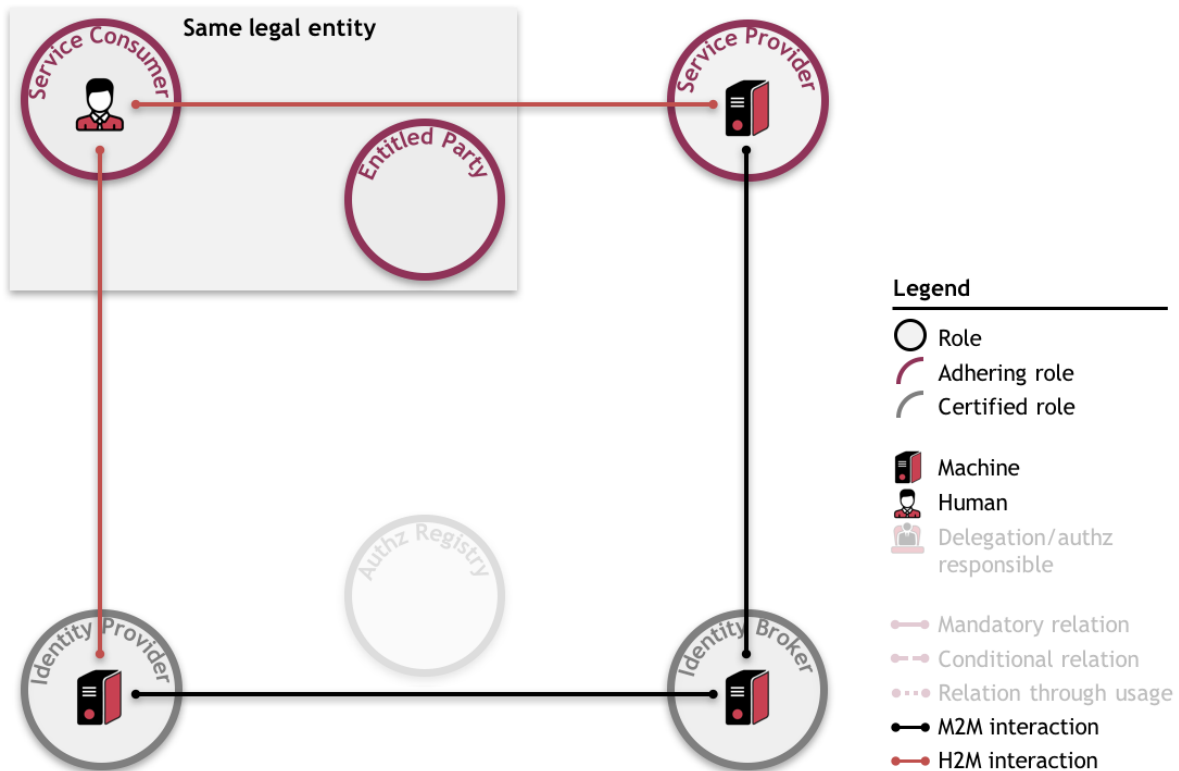 Same legal entity
Service Consumer
Service Provider
Entitled Party
Authz Registry
Identity Provider
Identity Broker
Legend
Role
Adhering role
Certified role
Machine
Human
Delegation/authz
responsible
Mandatory relation
Conditional relation
Relation through usage
M2M interaction
H2M interaction